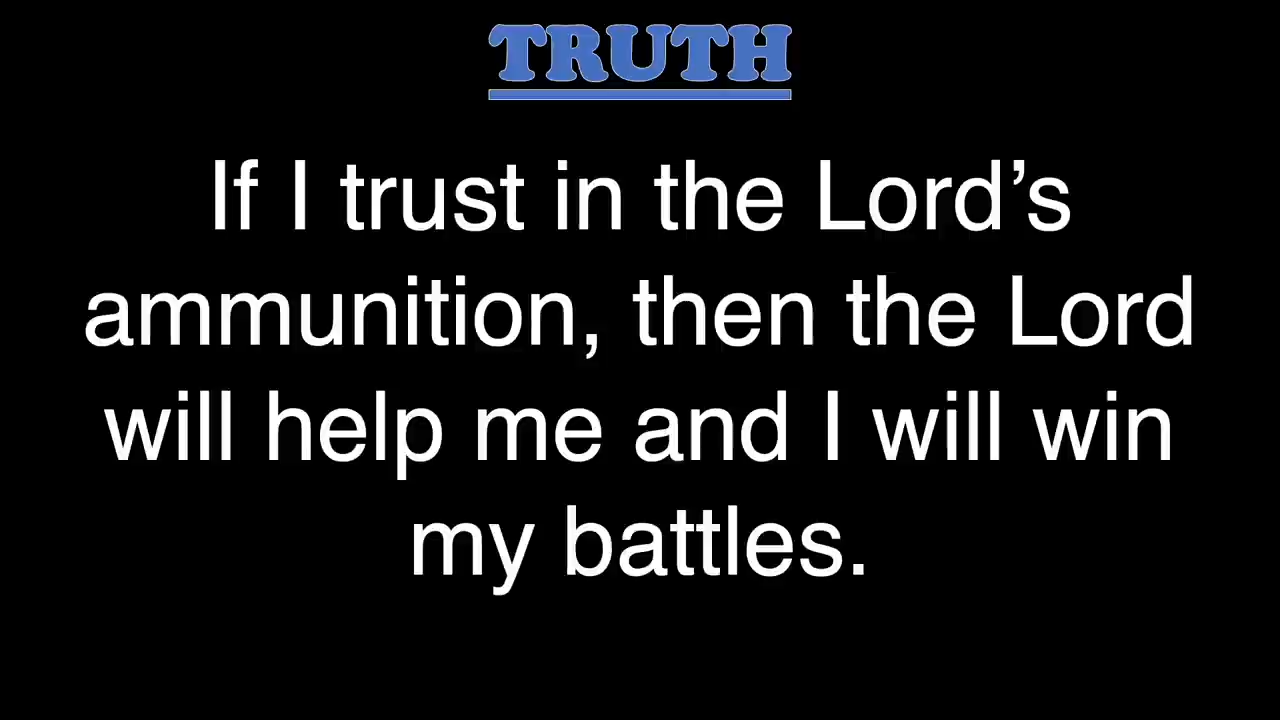 TRUTH
If I trust in the Lord’s
ammunition, then the Lord
will help me and I will win
my battles.